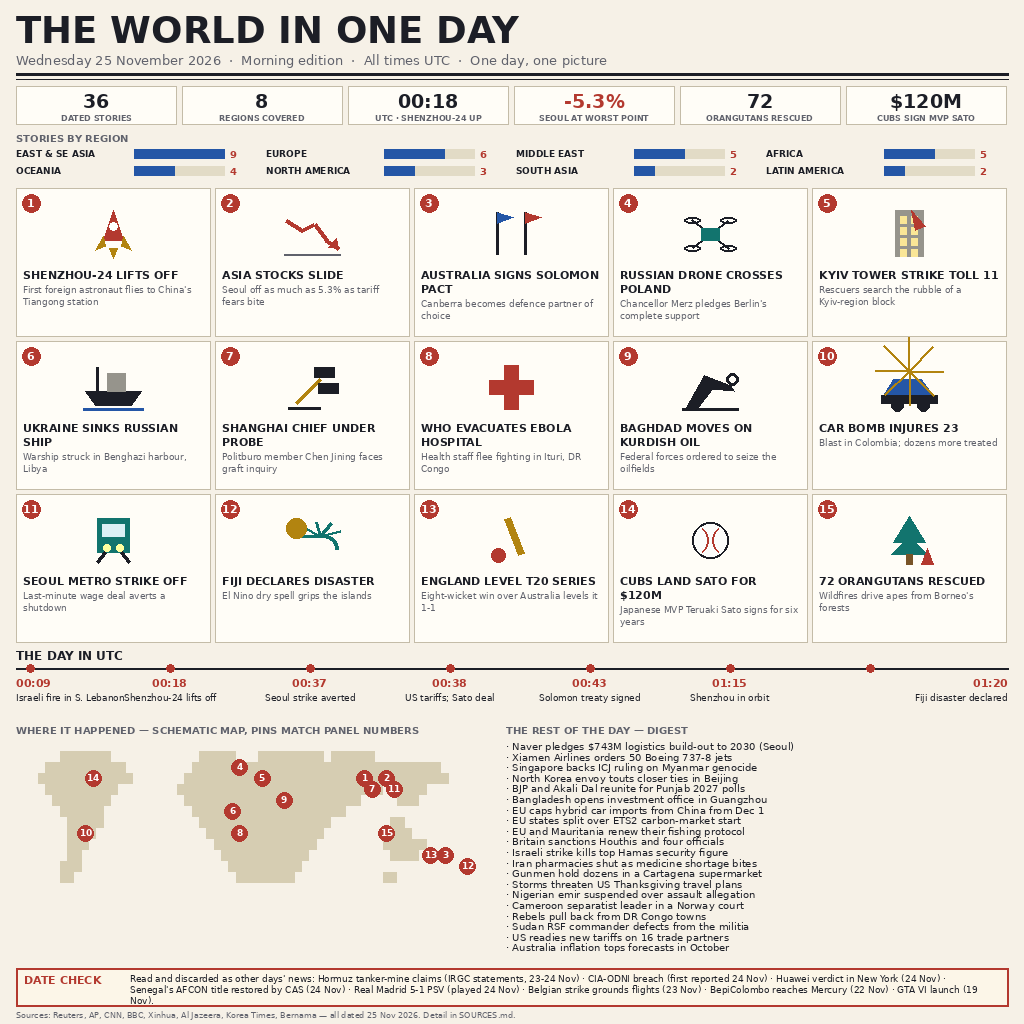 THE WORLD IN ONE DAY
Wednesday 25 November 2026 · Morning edition · All times UTC · One day, one picture
36
DATED STORIES
8
REGIONS COVERED
00:18
UTC · SHENZHOU-24 UP
-5.3%
SEOUL AT WORST POINT
72
ORANGUTANS RESCUED
$120M
CUBS SIGN MVP SATO
STORIES BY REGION
EAST & SE ASIA 9
EUROPE 6
MIDDLE EAST 5
AFRICA 5
OCEANIA 4
NORTH AMERICA 3
SOUTH ASIA 2
LATIN AMERICA 2
1
SHENZHOU-24 LIFTS OFF
First foreign astronaut flies to China's
Tiangong station
2
ASIA STOCKS SLIDE
Seoul off as much as 5.3% as tariff
fears bite
3
AUSTRALIA SIGNS SOLOMON
PACT
Canberra becomes defence partner of
choice
4
RUSSIAN DRONE CROSSES
POLAND
Chancellor Merz pledges Berlin's
complete support
5
KYIV TOWER STRIKE TOLL 11
Rescuers search the rubble of a
Kyiv-region block
6
UKRAINE SINKS RUSSIAN
SHIP
Warship struck in Benghazi harbour,
Libya
7
SHANGHAI CHIEF UNDER
PROBE
Politburo member Chen Jining faces
graft inquiry
8
WHO EVACUATES EBOLA
HOSPITAL
Health staff flee fighting in Ituri, DR
Congo
9
BAGHDAD MOVES ON
KURDISH OIL
Federal forces ordered to seize the
oilfields
10
CAR BOMB INJURES 23
Blast in Colombia; dozens more treated
11
SEOUL METRO STRIKE OFF
Last-minute wage deal averts a
shutdown
12
FIJI DECLARES DISASTER
El Nino dry spell grips the islands
13
ENGLAND LEVEL T20 SERIES
Eight-wicket win over Australia levels it
1-1
14
CUBS LAND SATO FOR
$120M
Japanese MVP Teruaki Sato signs for six
years
15
72 ORANGUTANS RESCUED
Wildfires drive apes from Borneo's
forests
THE DAY IN UTC
00:09
Israeli fire in S. Lebanon
00:18
Shenzhou-24 lifts off
00:37
Seoul strike averted
00:38
US tariffs; Sato deal
00:43
Solomon treaty signed
01:15
Shenzhou in orbit
01:20
Fiji disaster declared
WHERE IT HAPPENED — SCHEMATIC MAP, PINS MATCH PANEL NUMBERS
4
14
5
1
2
7
11
9
6
10
8
15
13
3
12
THE REST OF THE DAY — DIGEST
· Naver pledges $743M logistics build-out to 2030 (Seoul)
· Xiamen Airlines orders 50 Boeing 737-8 jets
· Singapore backs ICJ ruling on Myanmar genocide
· North Korea envoy touts closer ties in Beijing
· BJP and Akali Dal reunite for Punjab 2027 polls
· Bangladesh opens investment office in Guangzhou
· EU caps hybrid car imports from China from Dec 1
· EU states split over ETS2 carbon-market start
· EU and Mauritania renew their fishing protocol
· Britain sanctions Houthis and four officials
· Israeli strike kills top Hamas security figure
· Iran pharmacies shut as medicine shortage bites
· Gunmen hold dozens in a Cartagena supermarket
· Storms threaten US Thanksgiving travel plans
· Nigerian emir suspended over assault allegation
· Cameroon separatist leader in a Norway court
· Rebels pull back from DR Congo towns
· Sudan RSF commander defects from the militia
· US readies new tariffs on 16 trade partners
· Australia inflation tops forecasts in October
DATE CHECK
Read and discarded as other days' news: Hormuz tanker-mine claims (IRGC statements, 23-24 Nov) · CIA-ODNI breach (first reported 24 Nov) · Huawei verdict in New York (24 Nov) ·
Senegal's AFCON title restored by CAS (24 Nov) · Real Madrid 5-1 PSV (played 24 Nov) · Belgian strike grounds flights (23 Nov) · BepiColombo reaches Mercury (22 Nov) · GTA VI launch (19
Nov).
Sources: Reuters, AP, CNN, BBC, Xinhua, Al Jazeera, Korea Times, Bernama — all dated 25 Nov 2026. Detail in SOURCES.md.